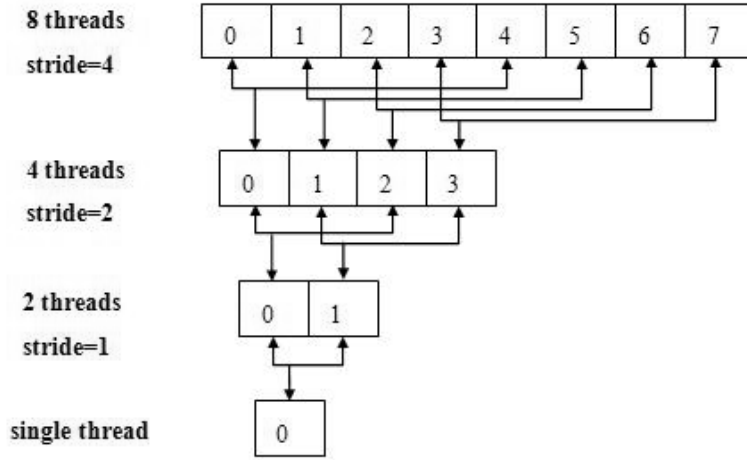 8 threads
stride=4
0 1 2 3 4 5 6 7
4 threads
stride=2
0 1 2 3
2 threads
stride=1
0 1
single thread
0